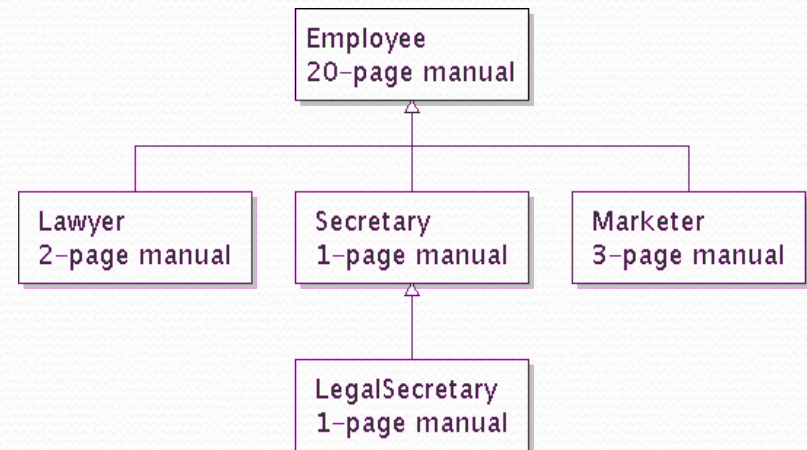 Employee
20-page manual
Lawyer
2-page manual
Secretary
1-page manual
Marketer
3-page manual
LegalSecretary
1-page manual